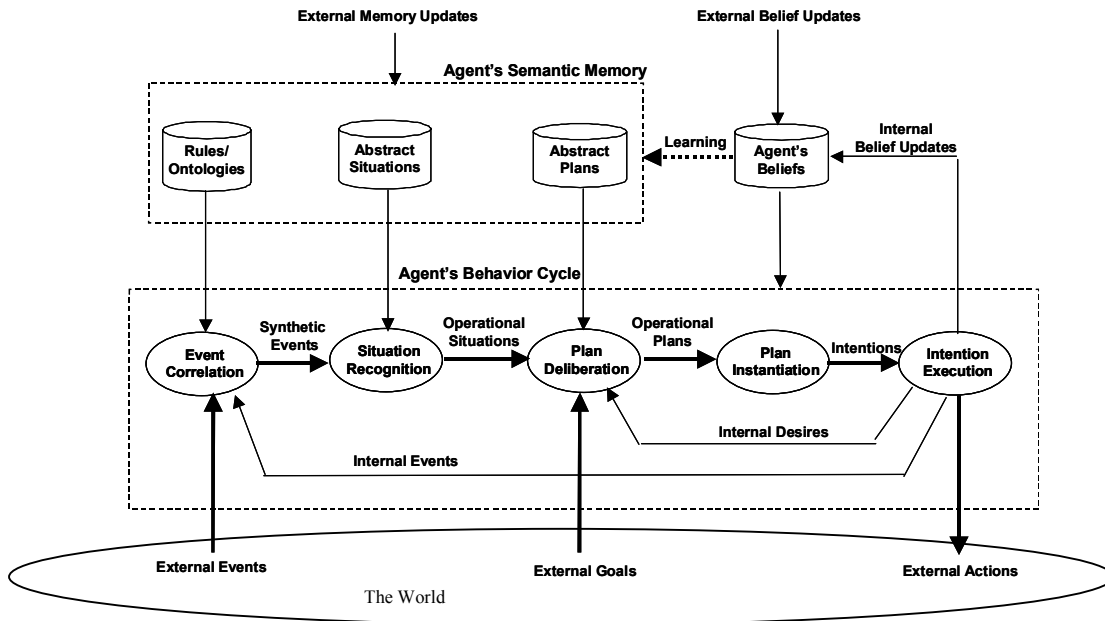 External Memory Updates
External Belief Updates
Agent's Semantic Memory
Rules/
Ontologies
Abstract
Situations
Abstract
Plans
Learning
Agent's
Beliefs
Internal
Belief Updates
Agent's Behavior Cycle
Event
Correlation
Synthetic
Events
Situation
Recognition
Operational
Situations
Plan
Deliberation
Operational
Plans
Plan
Instantiation
Intentions
Intention
Execution
Internal Desires
Internal Events
External Events
External Goals
External Actions
The World